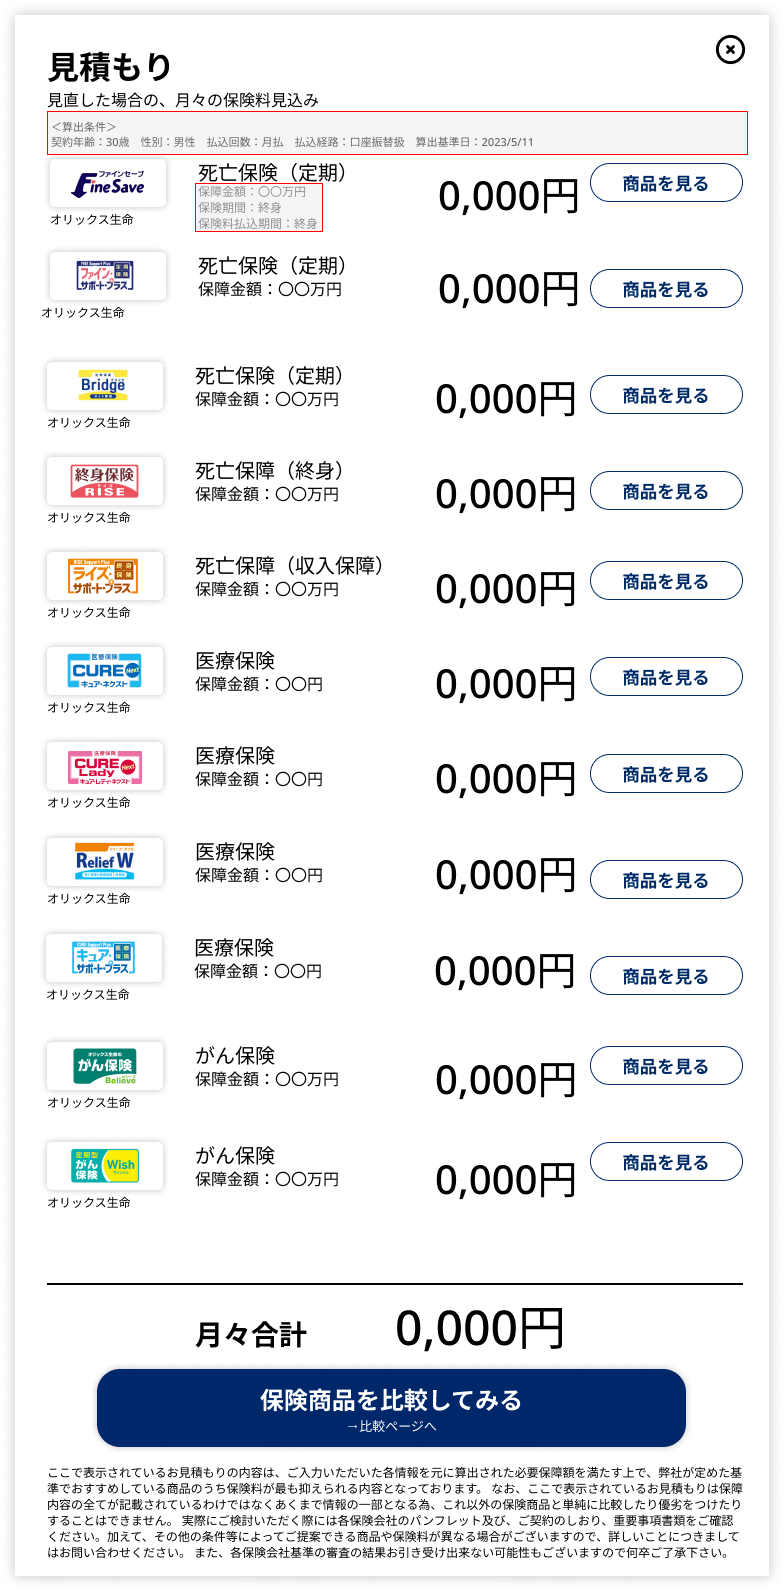 見積もり
見直した場合の、月々の保険料見込み
＜算出条件＞
契約年齢：30歳　性別：男性　払込回数：月払　払込経路：口座振替扱　算出基準日：2023/5/11
ファインセーブ
FineSave
オリックス生命
死亡保険（定期）
保障金額：〇〇万円
保険期間：終身
保険料払込期間：終身
0,000円
商品を見る
FINE Support Plus
ファイン・定期保険
サポート・プラス
オリックス生命
死亡保険（定期）
保障金額：〇〇万円
0,000円
商品を見る
Bridge
オリックス生命
死亡保険（定期）
保障金額：〇〇万円
0,000円
商品を見る
終身保険
RISE
オリックス生命
死亡保障（終身）
保障金額：〇〇万円
0,000円
商品を見る
RISE Support Plus
ライズ・終身保険
サポート・プラス
オリックス生命
死亡保障（収入保障）
保障金額：〇〇万円
0,000円
商品を見る
医療保険
CURE Next
キュア・ネクスト
オリックス生命
医療保険
保障金額：〇〇円
0,000円
商品を見る
医療保険
CURE
Lady Next
キュア・レディ・ネクスト
オリックス生命
医療保険
保障金額：〇〇円
0,000円
商品を見る
Relief W
オリックス生命
医療保険
保障金額：〇〇円
0,000円
商品を見る
CURE Support Plus
キュア・医療保険
サポート・プラス
オリックス生命
医療保険
保障金額：〇〇円
0,000円
商品を見る
オリックス生命の
がん保険
Believe
オリックス生命
がん保険
保障金額：〇〇万円
0,000円
商品を見る
定期型
がん保険
Wish
オリックス生命
がん保険
保障金額：〇〇万円
0,000円
商品を見る
月々合計
0,000円
保険商品を比較してみる
→比較ページへ
ここで表示されているお見積もりの内容は、ご入力いただいた各情報を元に算出された必要保障額を満たす上で、弊社が定めた基
準でおすすめしている商品のうち保険料が最も抑えられる内容となっております。 なお、ここで表示されているお見積もりは保障
内容の全てが記載されているわけではなくあくまで情報の一部となる為、これ以外の保険商品と単純に比較したり優劣をつけたり
することはできません。 実際にご検討いただく際には各保険会社のパンフレット及び、ご契約のしおり、重要事項書類をご確認
ください。加えて、その他の条件等によってご提案できる商品や保険料が異なる場合がございますので、詳しいことにつきまして
はお問い合わせください。 また、各保険会社基準の審査の結果お引き受け出来ない可能性もございますので何卒ご了承下さい。